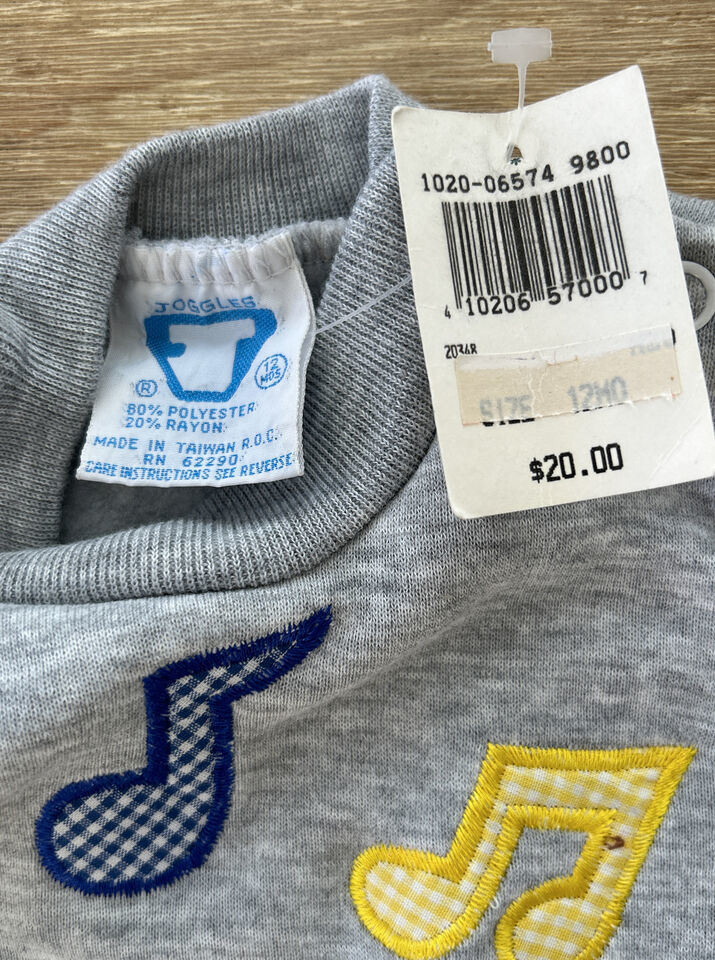 JOGGLES
J
®
12
MOS
80% POLYESTER
20% RAYON
MADE IN TAIWAN R.O.C.
RN 62290
CARE INSTRUCTIONS SEE REVERSE
1020-06574 9800
4 10206 57000 7
20348
SIZE 12MO
$20.00